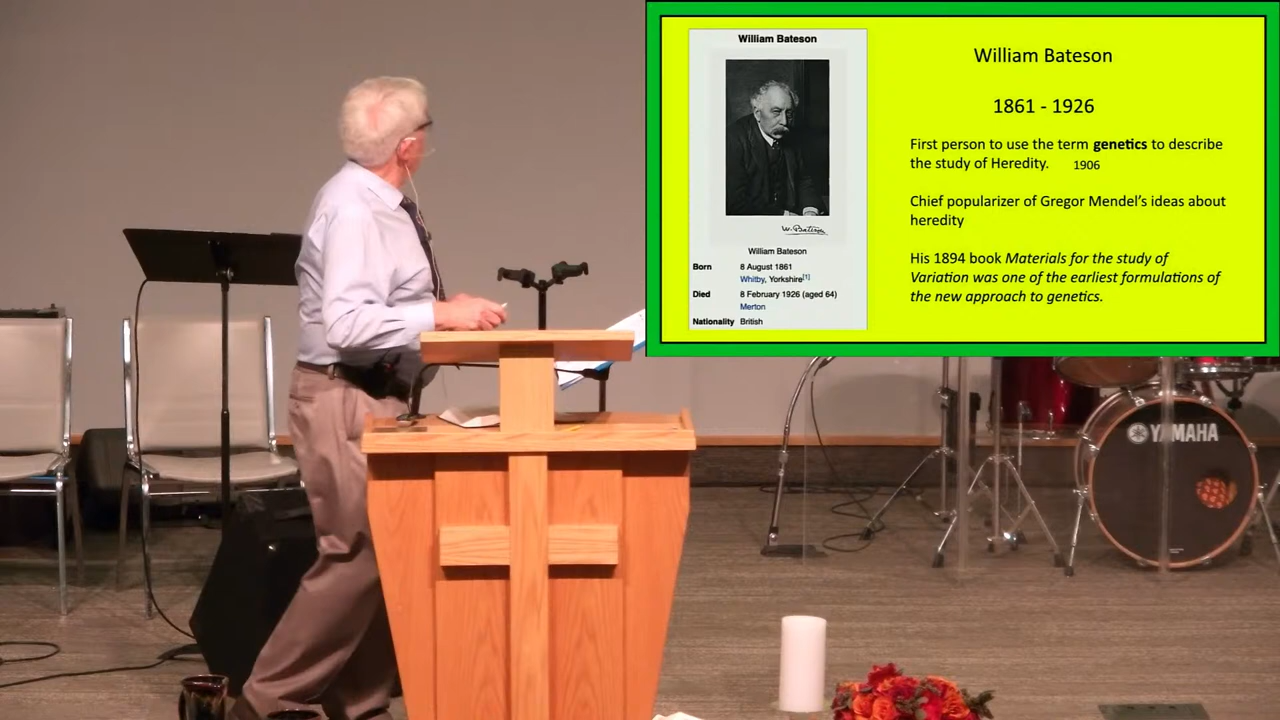 William Bateson
W. Bateson
William Bateson
Born 8 August 1861
Whitby, Yorkshire[1]
Died 8 February 1926 (aged 64)
Merton
Nationality British
William Bateson
1861 - 1926
First person to use the term genetics to describe
the study of Heredity. 1906
Chief popularizer of Gregor Mendel's ideas about
heredity
His 1894 book Materials for the study of
Variation was one of the earliest formulations of
the new approach to genetics.
YAMAHA